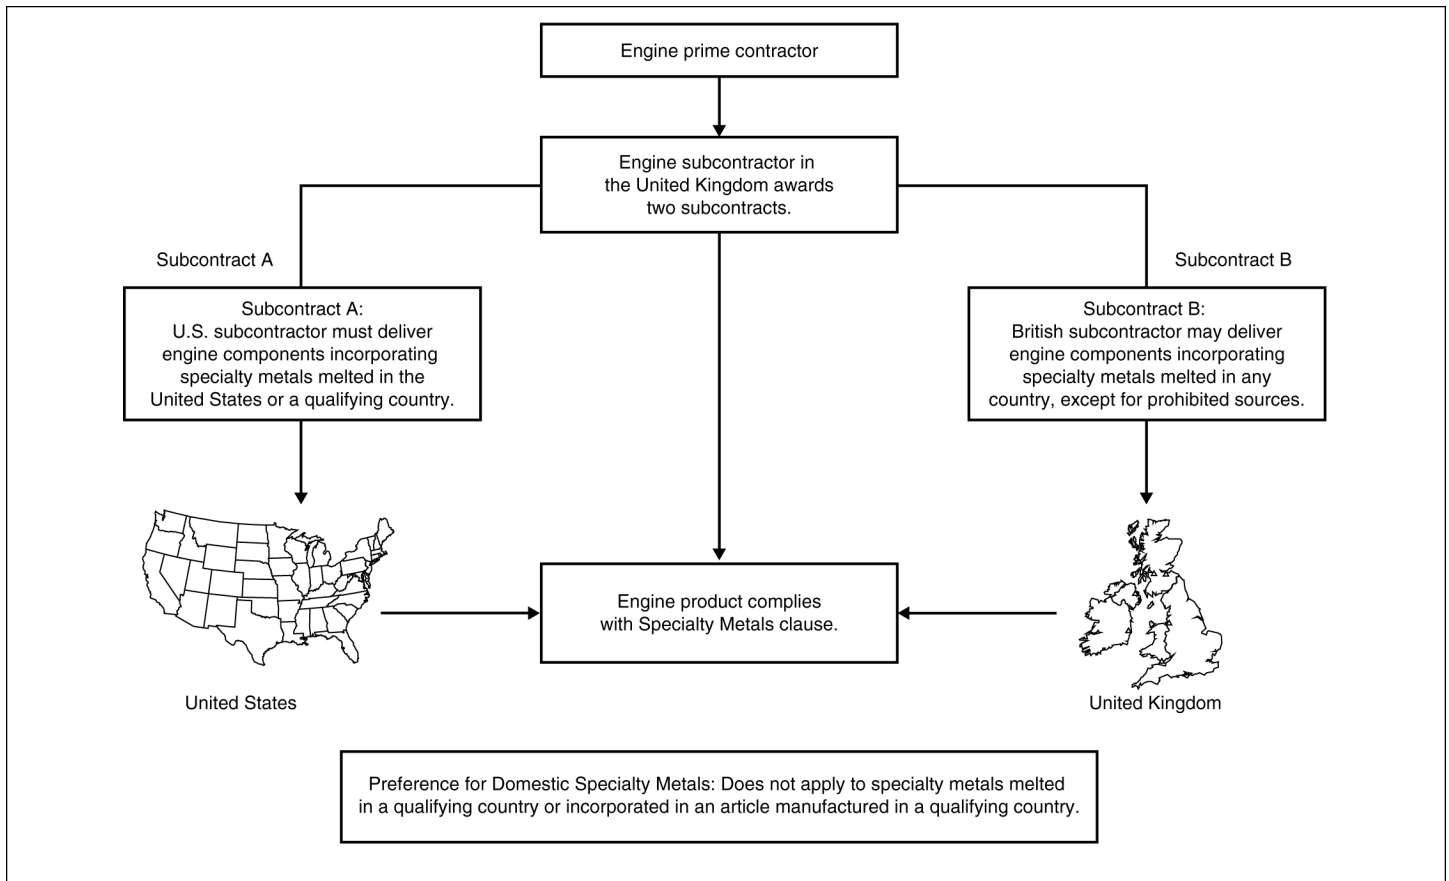 Engine prime contractor
Engine subcontractor in
the United Kingdom awards
two subcontracts.
Subcontract A
Subcontract B
Subcontract A:
U.S. subcontractor must deliver
engine components incorporating
specialty metals melted in the
United States or a qualifying country.
Subcontract B:
British subcontractor may deliver
engine components incorporating
specialty metals melted in any
country, except for prohibited sources.
Engine product complies
with Specialty Metals clause.
United States
United Kingdom
Preference for Domestic Specialty Metals: Does not apply to specialty metals melted
in a qualifying country or incorporated in an article manufactured in a qualifying country.